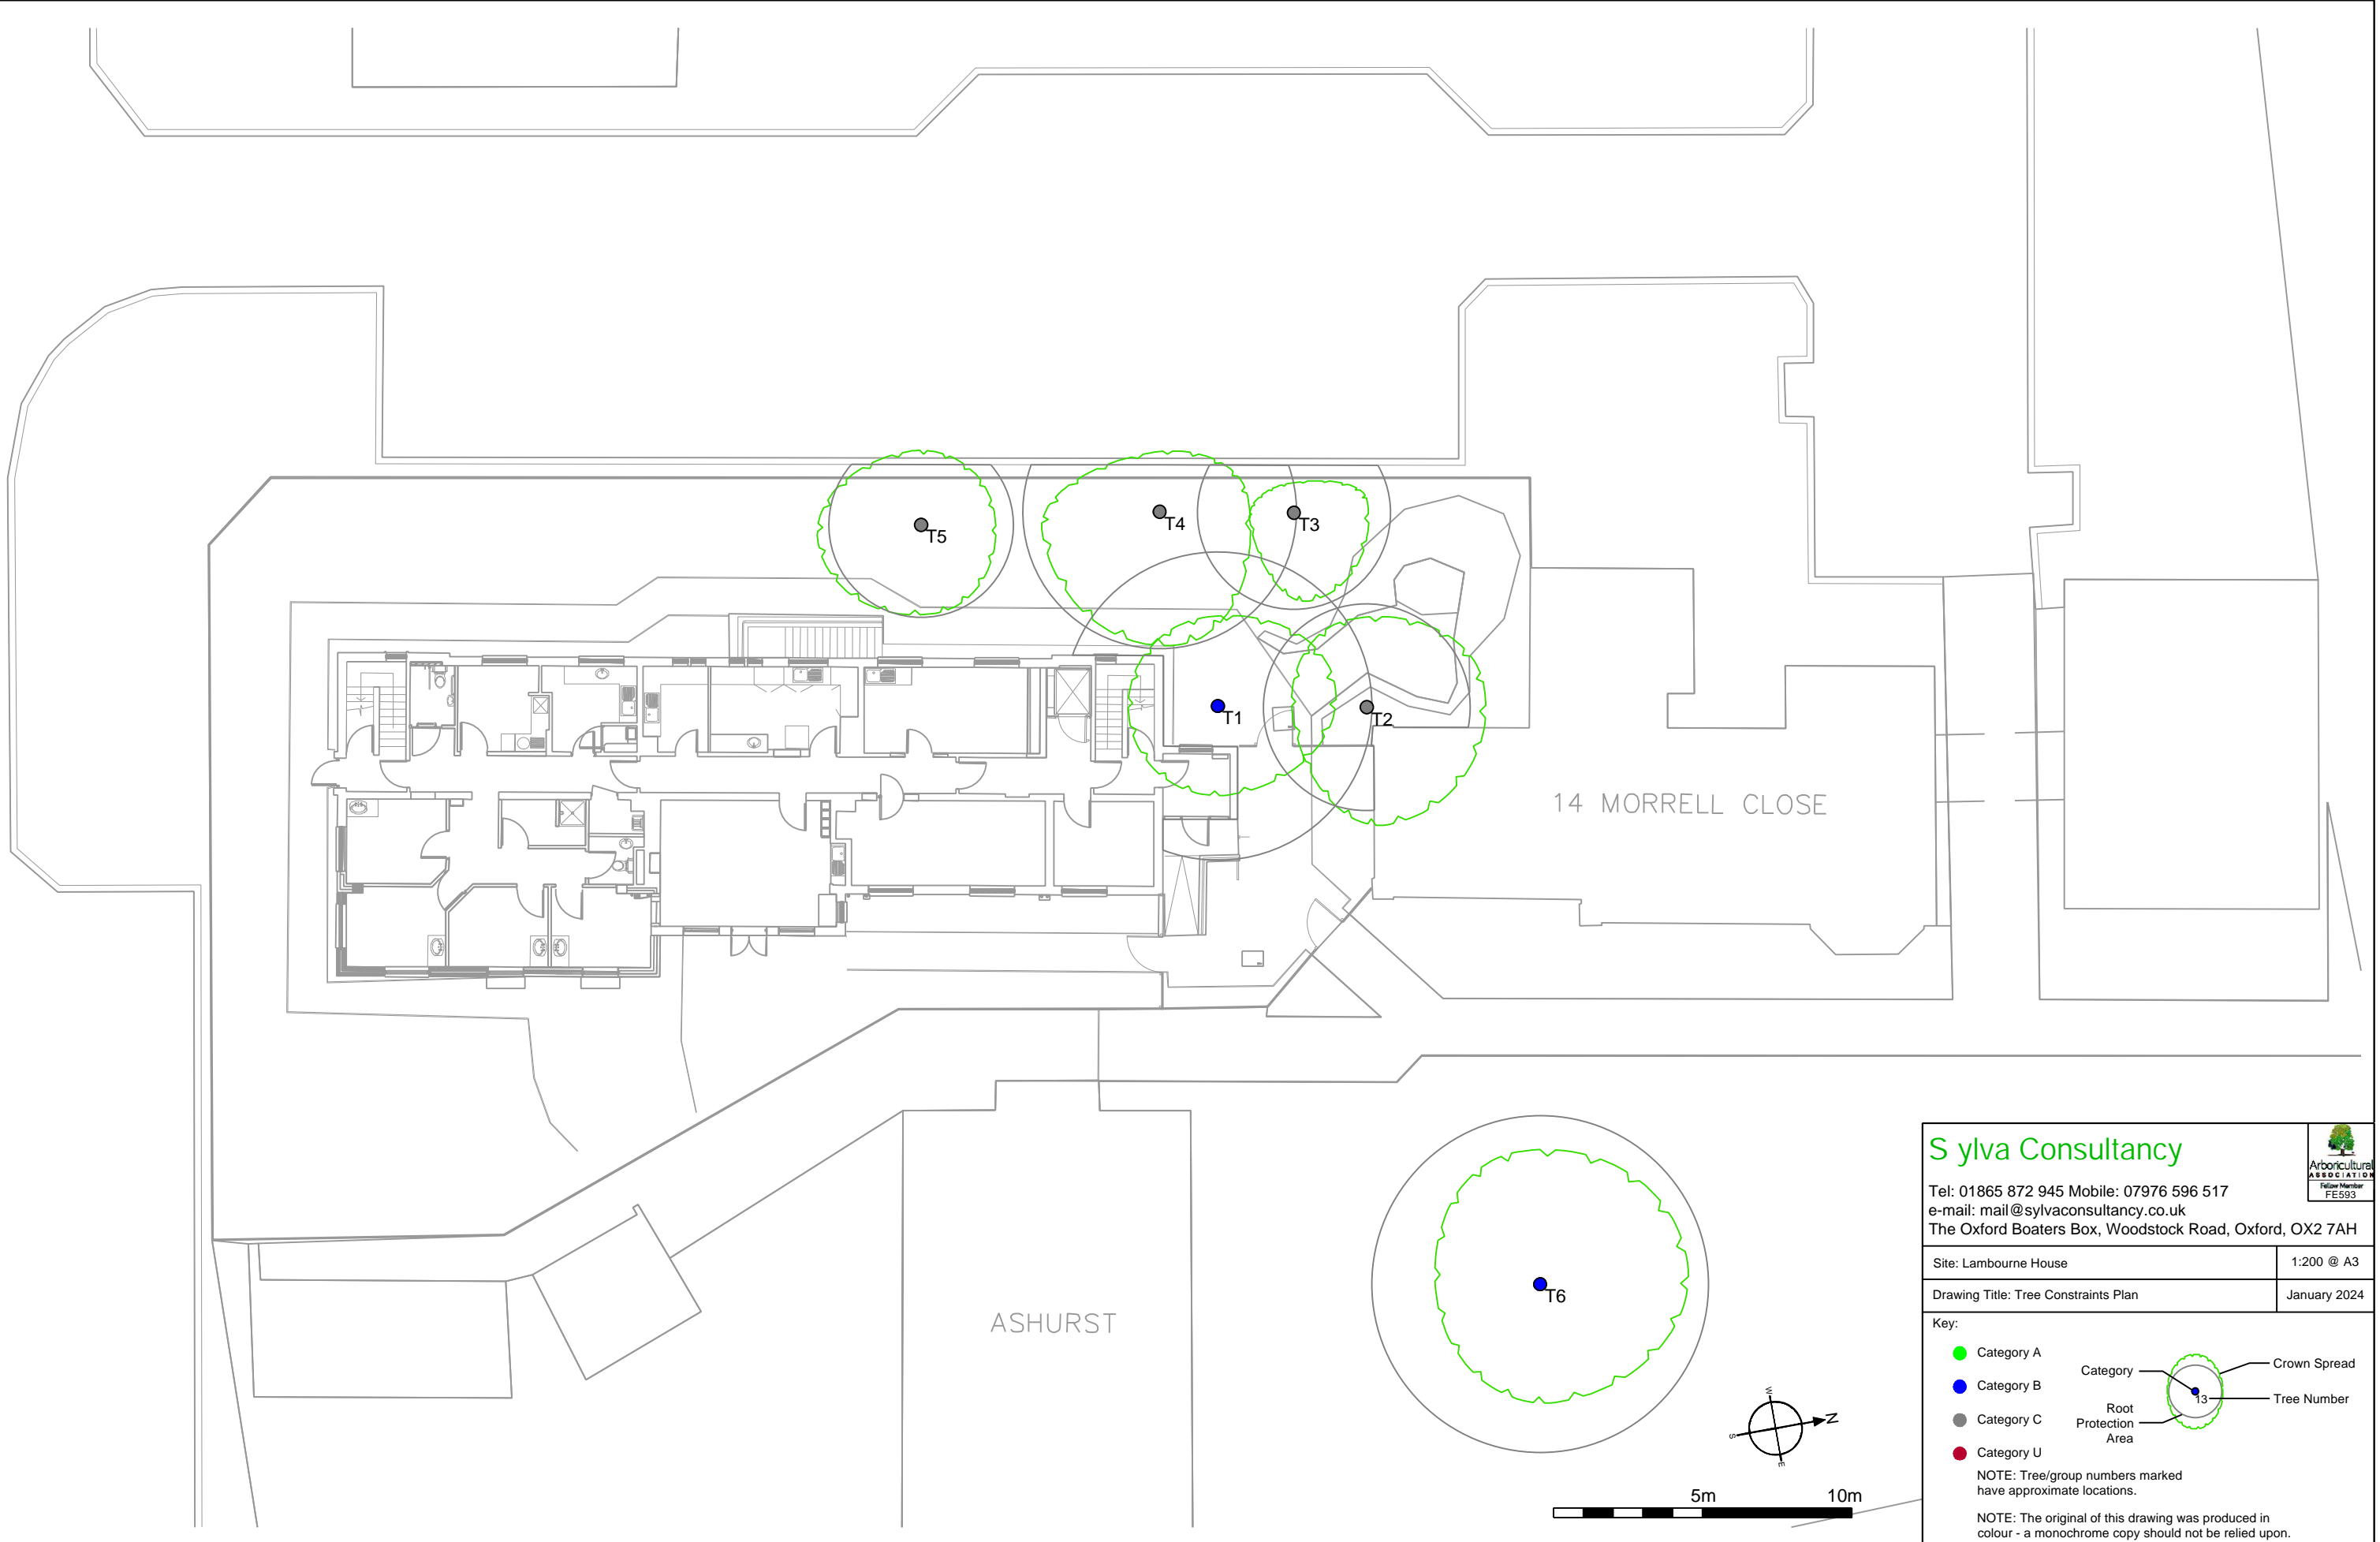 T5
T4
T3
T1
T2
14 MORRELL CLOSE
ASHURST
T6
W
N
S
E
5m
10m
S ylva Consultancy
Arboricultural
ASSOCIATION
Fellow Member
FE593
Tel: 01865 872 945 Mobile: 07976 596 517
e-mail: mail@sylvaconsultancy.co.uk
The Oxford Boaters Box, Woodstock Road, Oxford, OX2 7AH
Site: Lambourne House
1:200 @ A3
Drawing Title: Tree Constraints Plan
January 2024
Key:
Category A
Category B
Category C
Category U
Category
Root
Protection
Area
13
Crown Spread
Tree Number
NOTE: Tree/group numbers marked
have approximate locations.
NOTE: The original of this drawing was produced in
colour - a monochrome copy should not be relied upon.